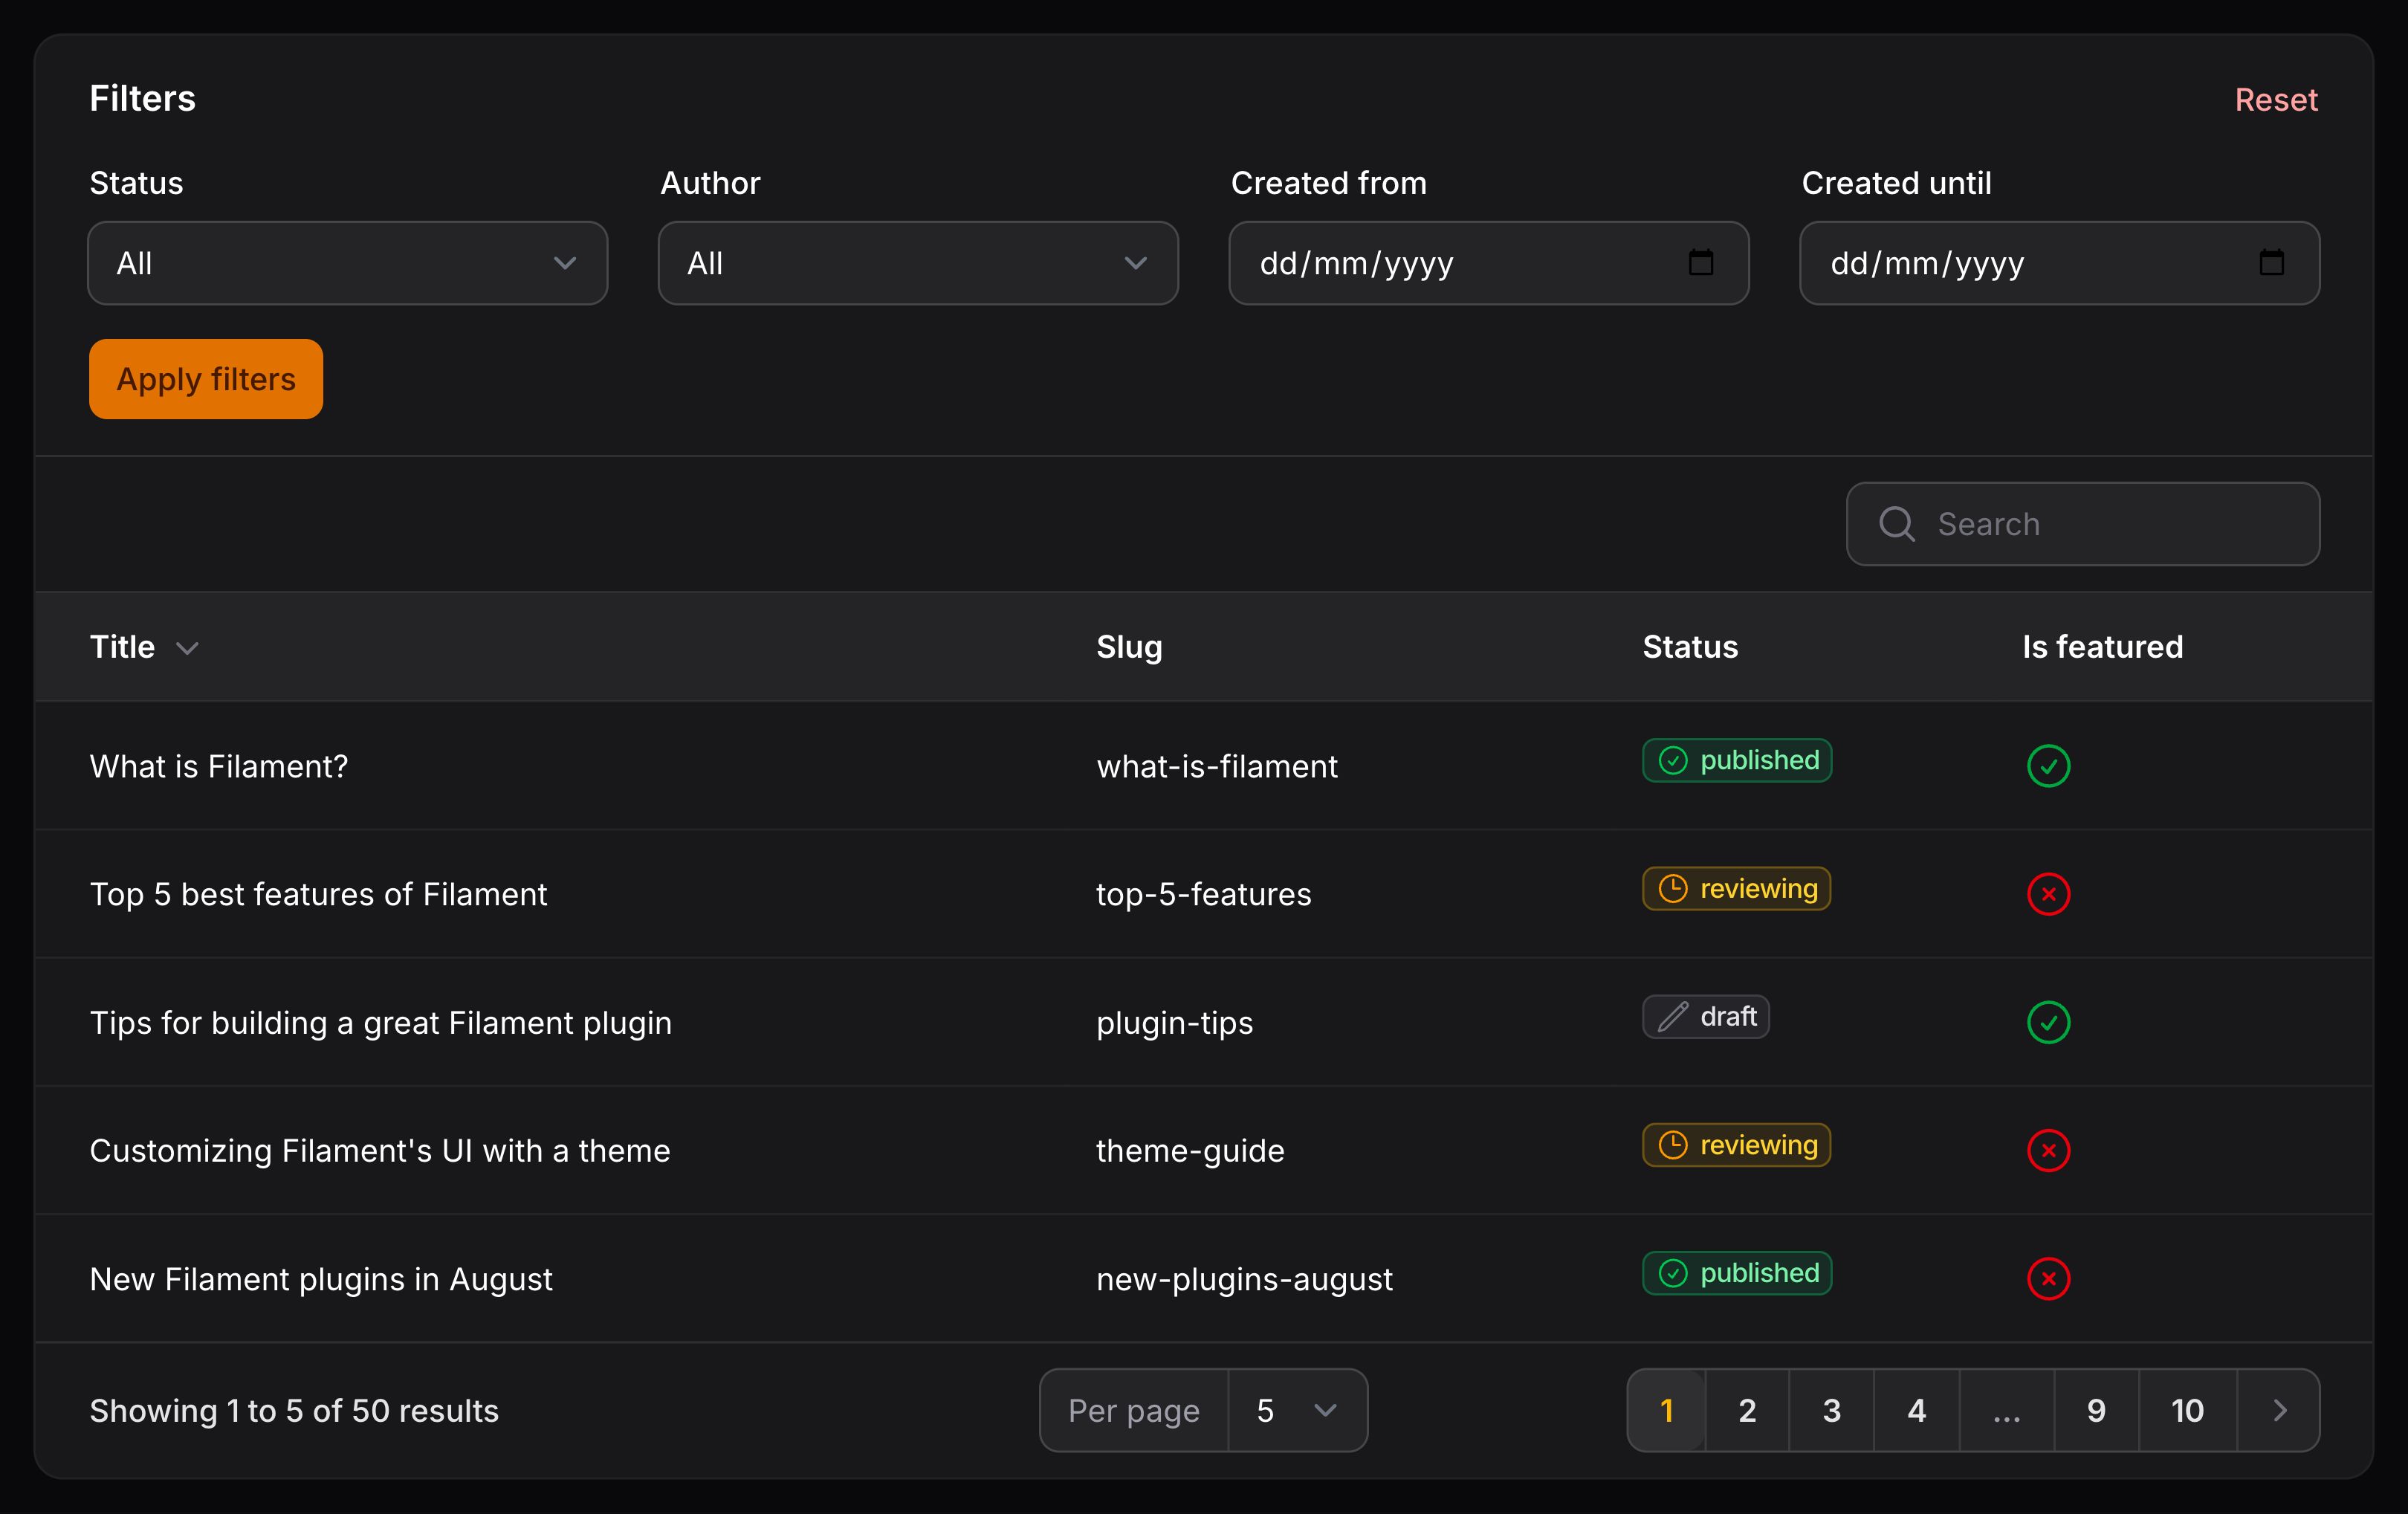 Filters
Reset
Status
Author
Created from
Created until
All
All
dd/mm/yyyy
dd/mm/yyyy
Apply filters
Search
Title Slug Status Is featured
What is Filament? what-is-filament published
Top 5 best features of Filament top-5-features reviewing
Tips for building a great Filament plugin plugin-tips draft
Customizing Filament's UI with a theme theme-guide reviewing
New Filament plugins in August new-plugins-august published
Showing 1 to 5 of 50 results Per page 5 1 2 3 4 ... 9 10